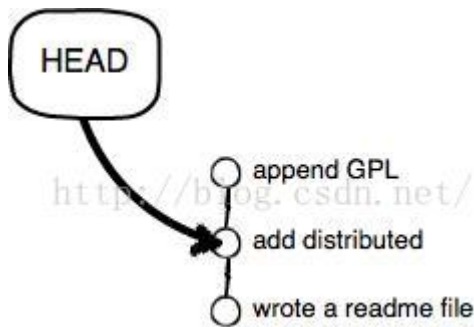 HEAD
append GPL
http://blog.csdn.net/
add distributed
wrote a readme file